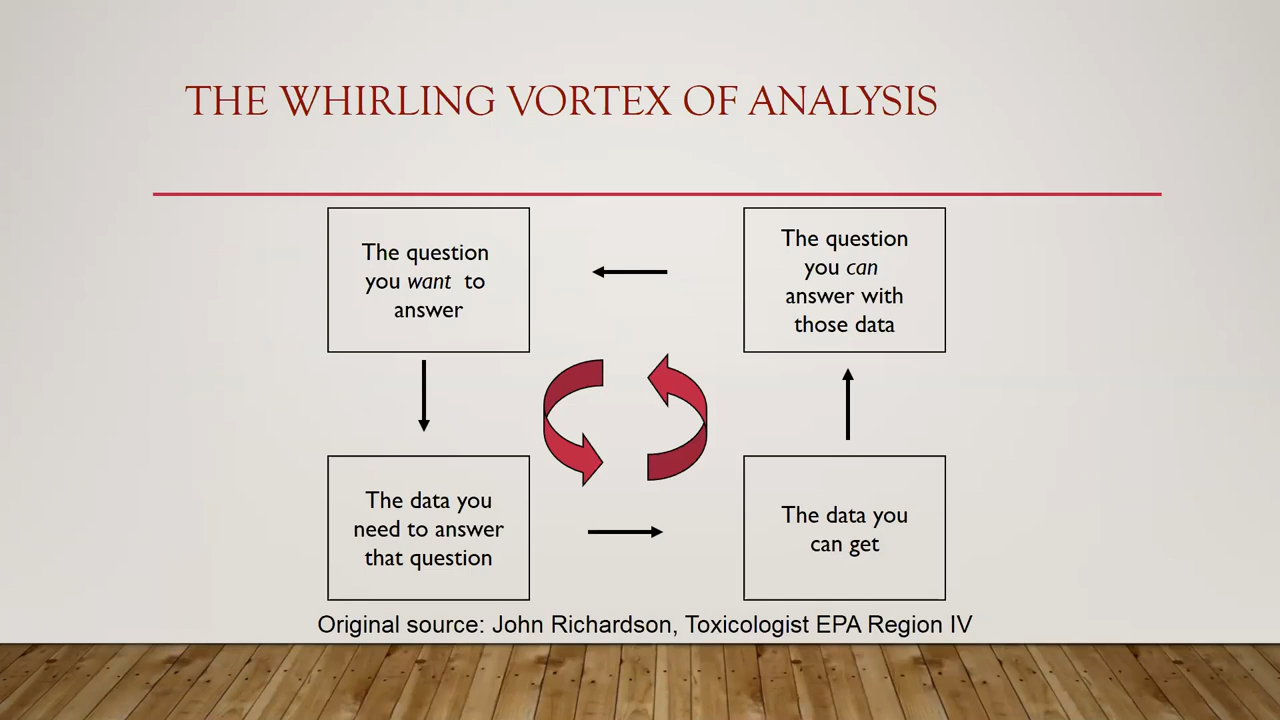 THE WHIRLING VORTEX OF ANALYSIS
The question
you want to
answer
The question
you can
answer with
those data
The data you
need to answer
that question
The data you
can get
Original source: John Richardson, Toxicologist EPA Region IV